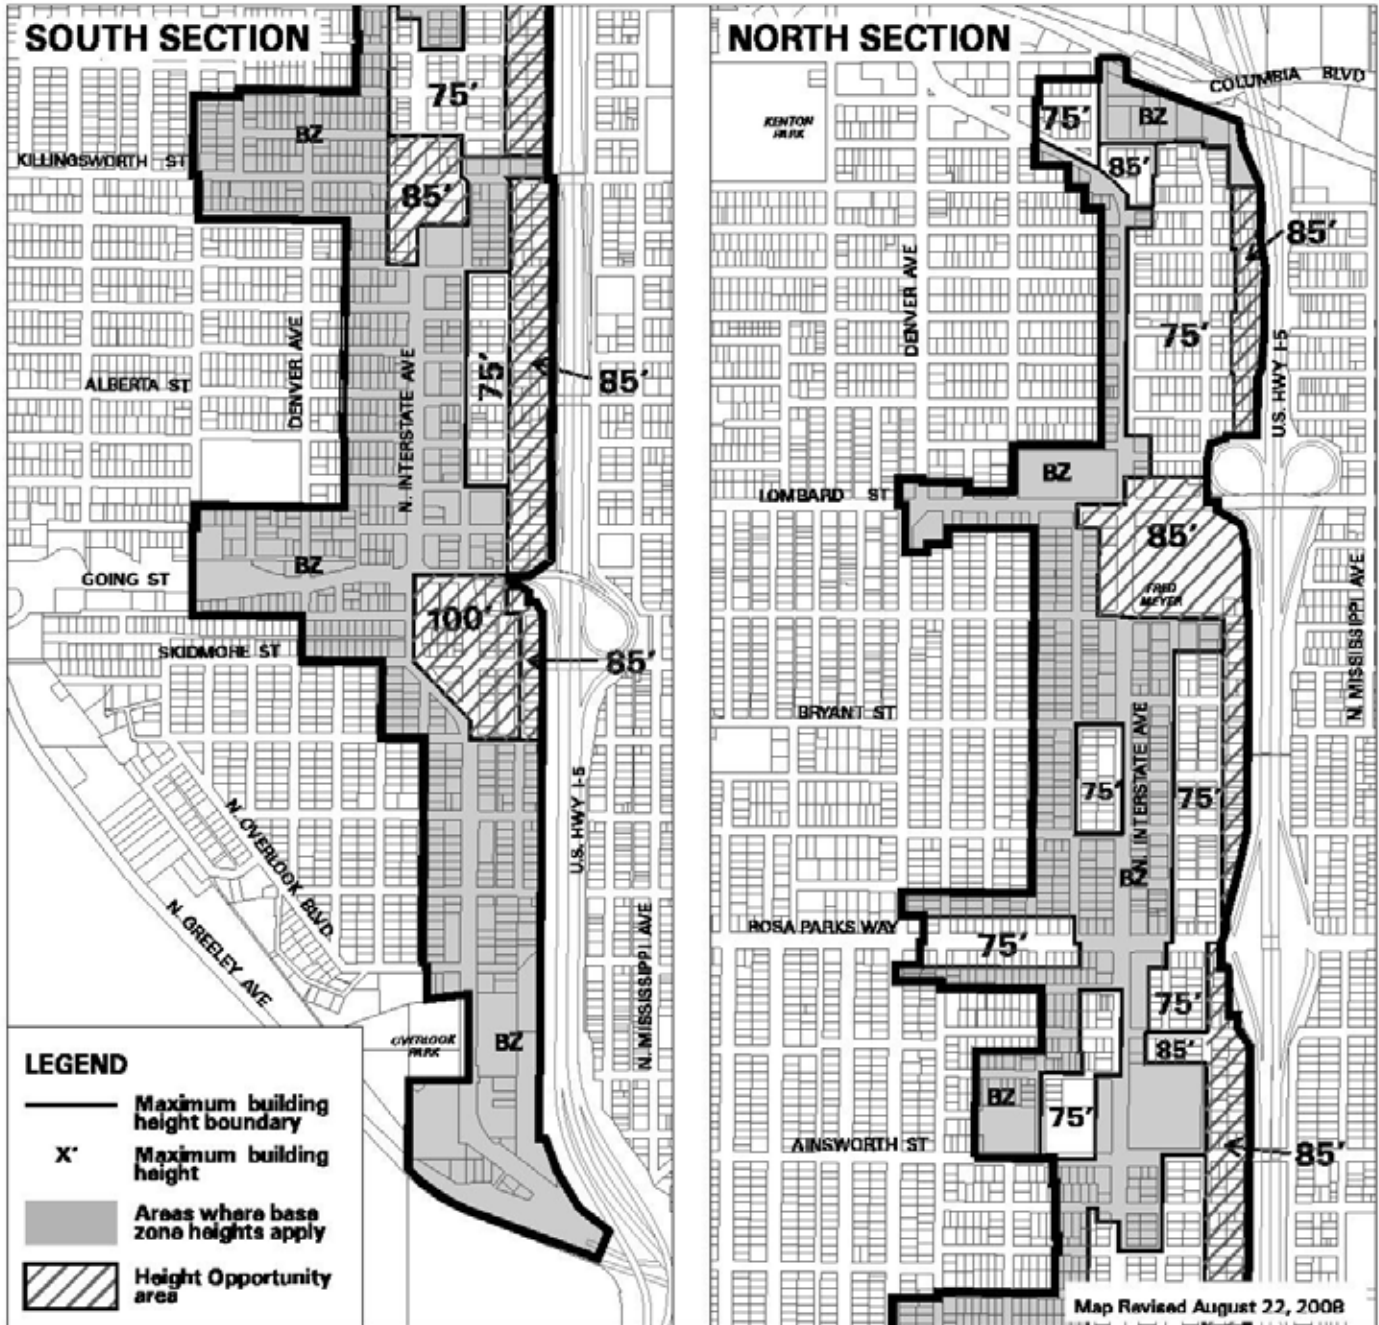 SOUTH SECTION
75'
BZ
KILLINGSWORTH ST
85'
DENVER AVE
N. INTERSTATE AVE
75'
85'
ALBERTA ST
BZ
GOING ST
100'
SKIDMORE ST
85'
N. OVERLOOK BLVD.
U.S. HWY I-5
N. GREELEY AVE
N. MISSISSIPPI AVE
OVERLOOK
PARK
BZ
LEGEND
Maximum building
height boundary
X'
Maximum building
height
Areas where base
zone heights apply
Height Opportunity
area
NORTH SECTION
COLUMBIA BLVD
KENTON
PARK
75'
BZ
85'
85'
DENVER AVE
75'
U.S. HWY I-5
BZ
LOMBARD ST
85'
FRED
MEYER
N. MISSISSIPPI AVE
BRYANT ST
N. INTERSTATE AVE
75'
75'
BZ
ROSA PARKS WAY
75'
75'
85'
BZ
75'
AINSWORTH ST
85'
Map Revised August 22, 2008